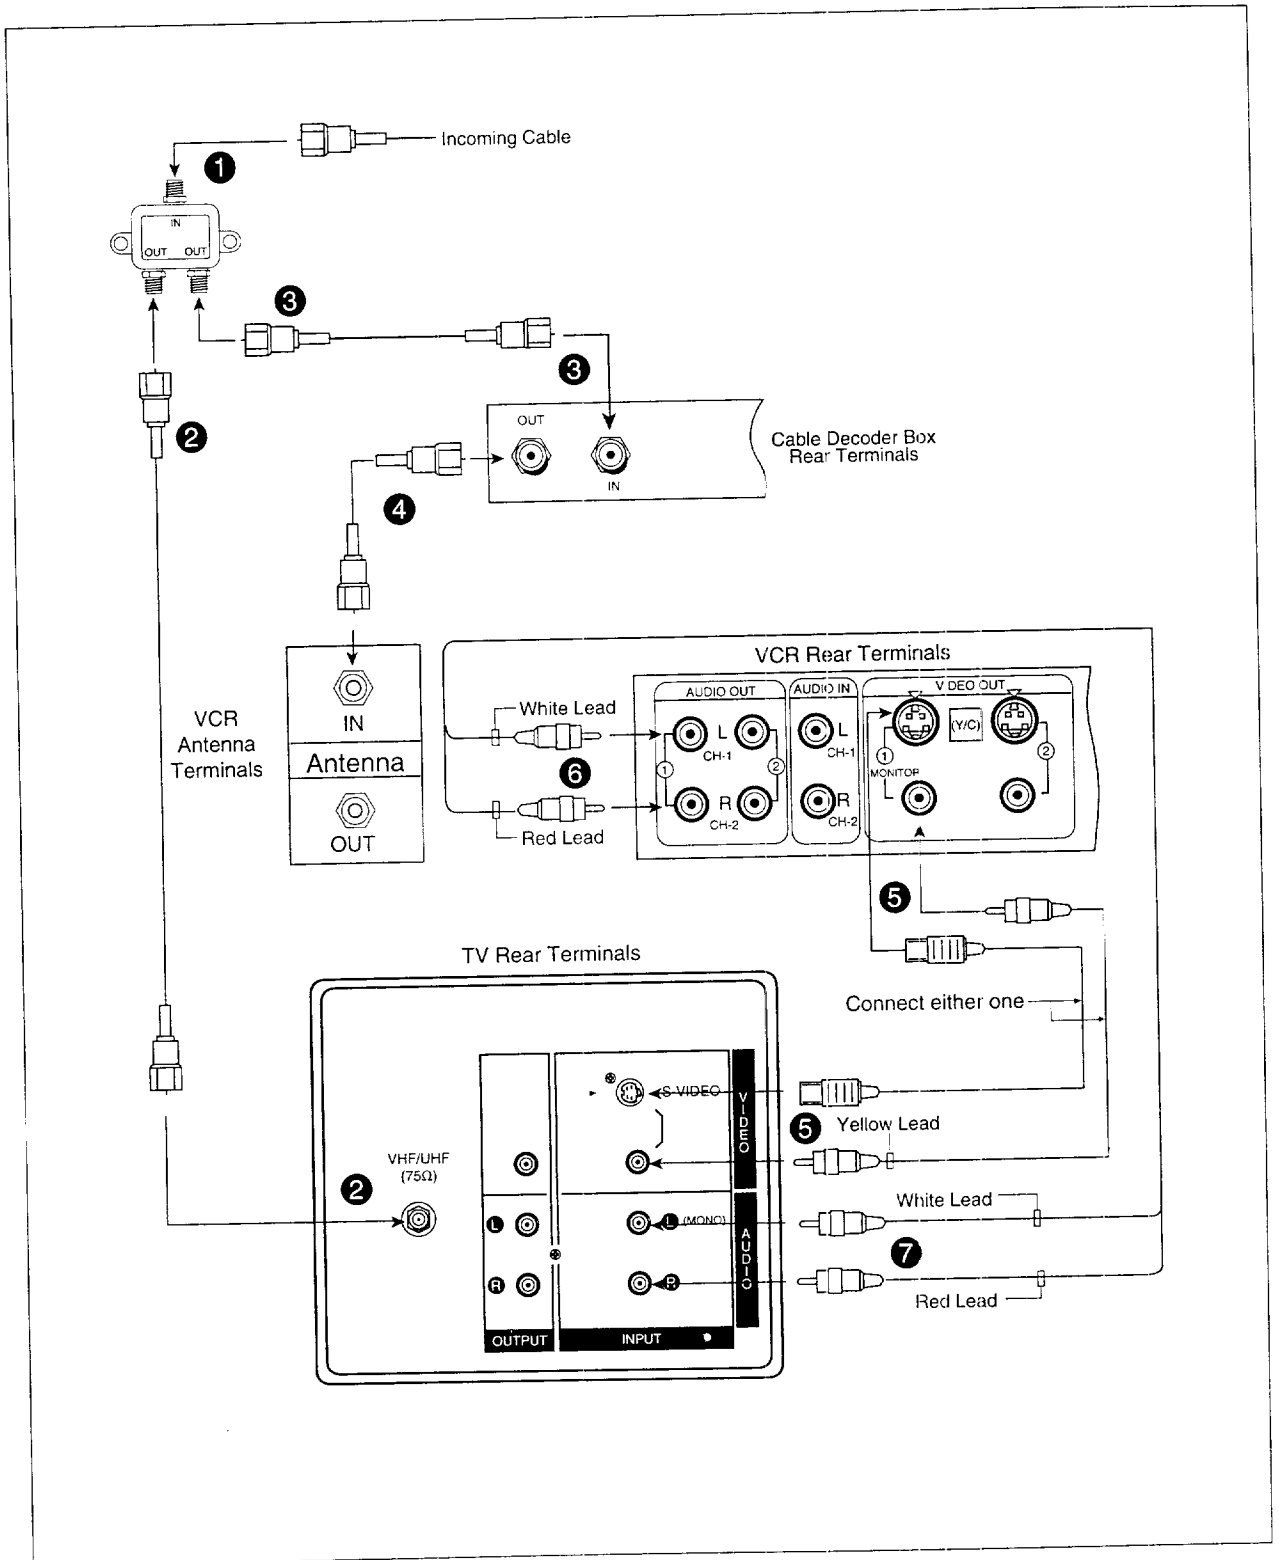 Incoming Cable
1
IN
OUT OUT
3
3
2
OUT
IN
Cable Decoder Box
Rear Terminals
4
VCR
Antenna
Terminals
IN
Antenna
OUT
VCR Rear Terminals
AUDIO OUT
AUDIO IN
V DEO OUT
White Lead
6
Red Lead
L
CH-1
1
2
R
CH-2
L
CH-1
R
CH-2
(Y/C)
1
2
MONITOR
5
TV Rear Terminals
Connect either one
S VIDEO
VIDEO
5
Yellow Lead
VHF/UHF
(75Ω)
2
L
L (MONO)
White Lead
AUDIO
7
R
R
Red Lead
OUTPUT
INPUT